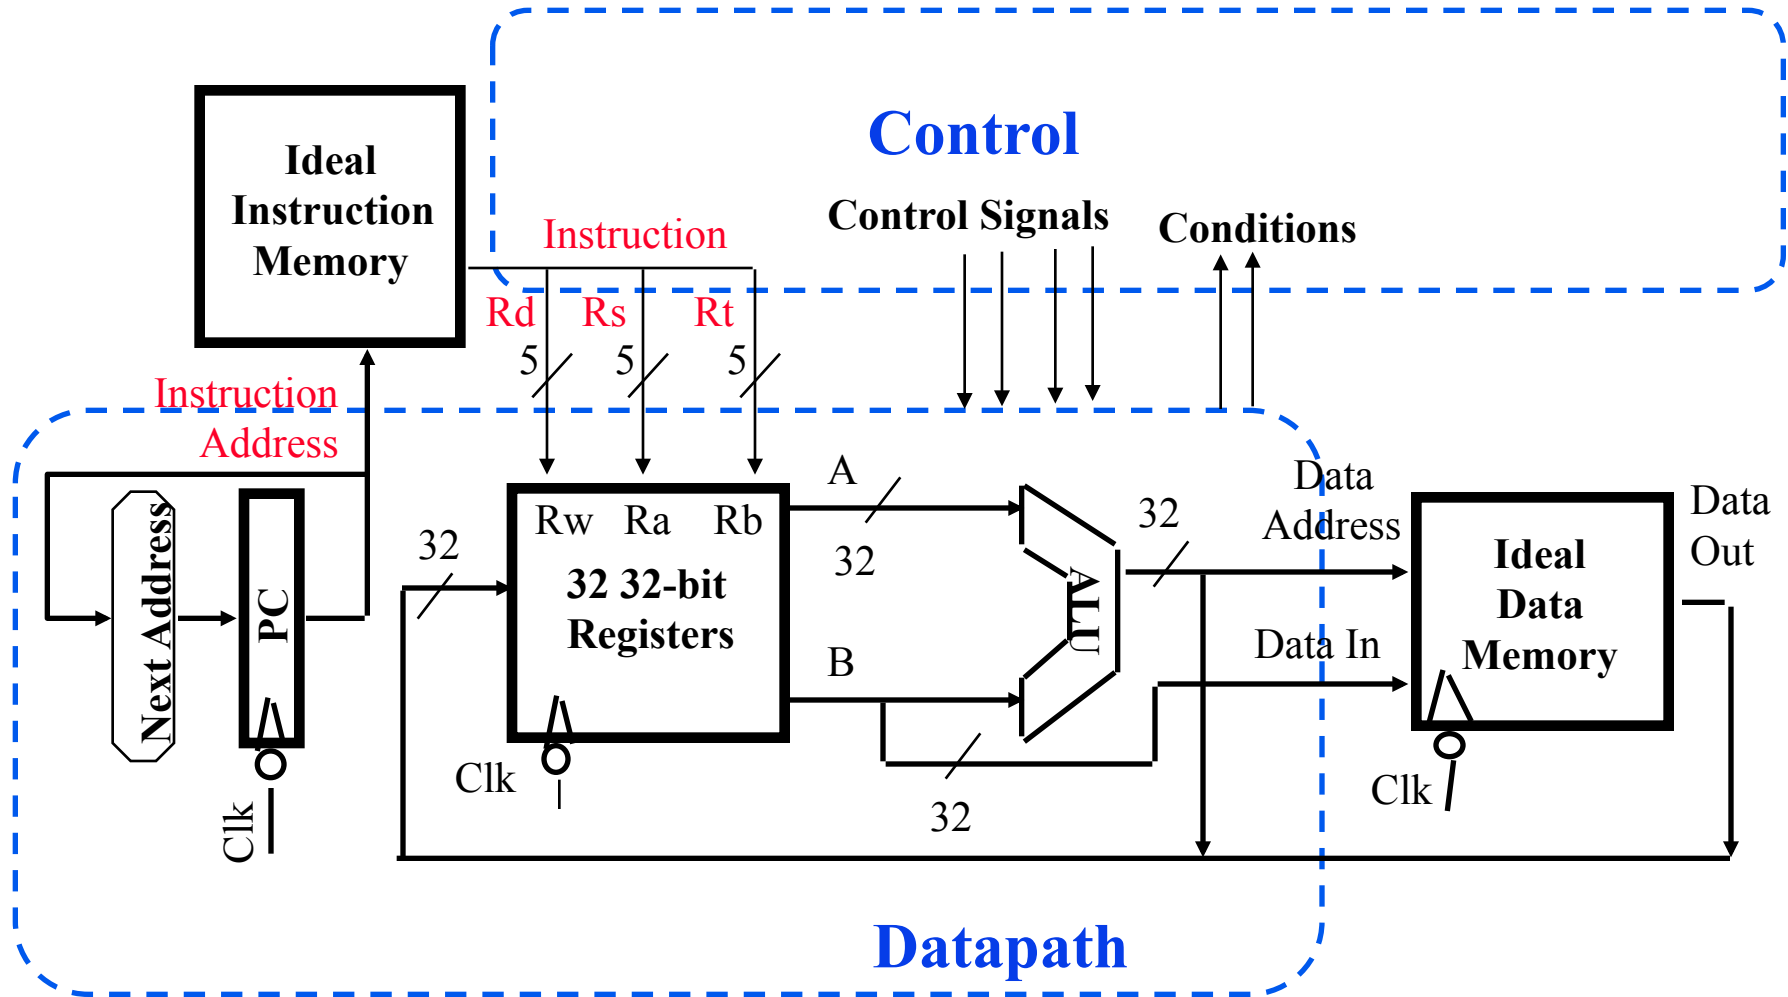 Control
Ideal
Instruction
Memory
Control Signals
Conditions
Instruction
Rd
Rs
Rt
5
5
5
Instruction
Address
A
32
Data
Address
Data
Out
Rw
Ra
Rb
32
32
32 32-bit
Registers
Next Address
PC
ALU
Ideal
Data
Memory
B
Data In
Clk
Clk
Clk
32
Datapath